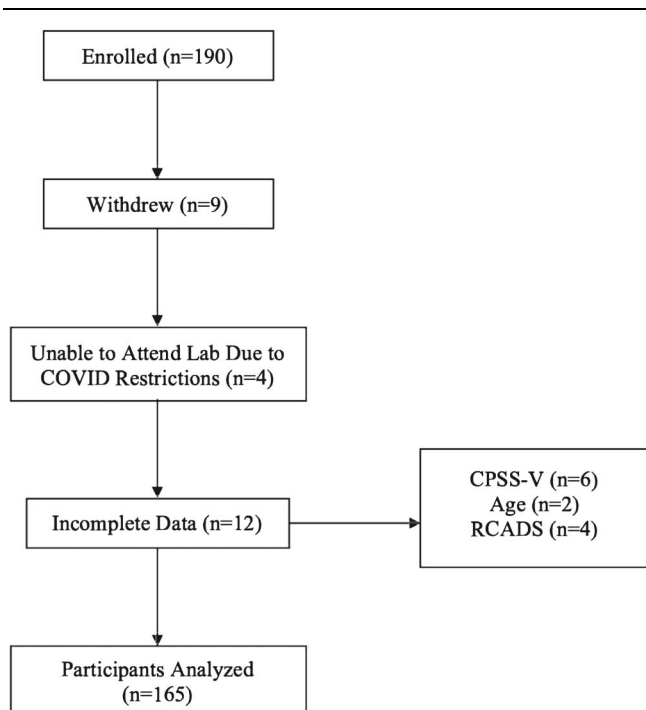 Enrolled (n=190)
Withdrew (n=9)
Unable to Attend Lab Due to
COVID Restrictions (n=4)
Incomplete Data (n=12)
CPSS-V (n=6)
Age (n=2)
RCADS (n=4)
Participants Analyzed
(n=165)